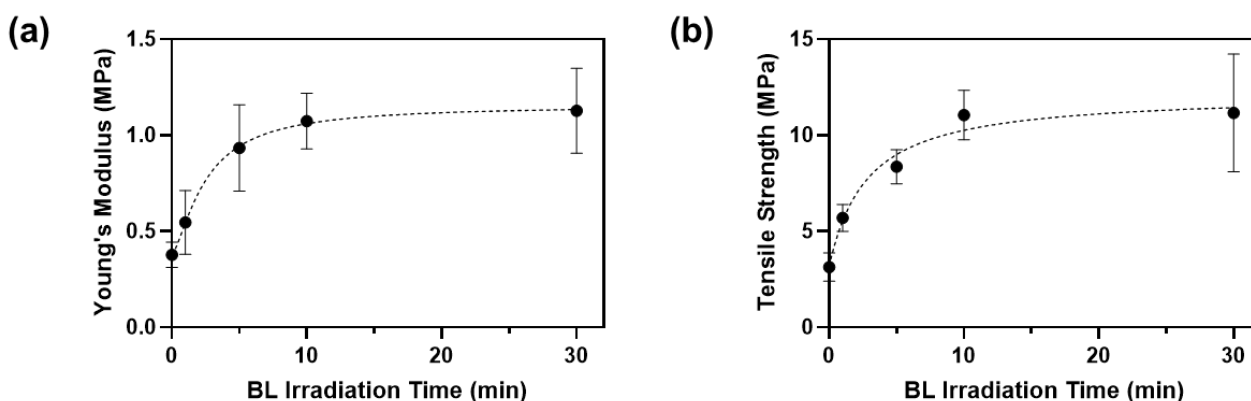 (a)
Young's Modulus (MPa)
1.5
1.0
0.5
0.0
0
10
20
30
BL Irradiation Time (min)
(b)
Tensile Strength (MPa)
15
10
5
0
0
10
20
30
BL Irradiation Time (min)